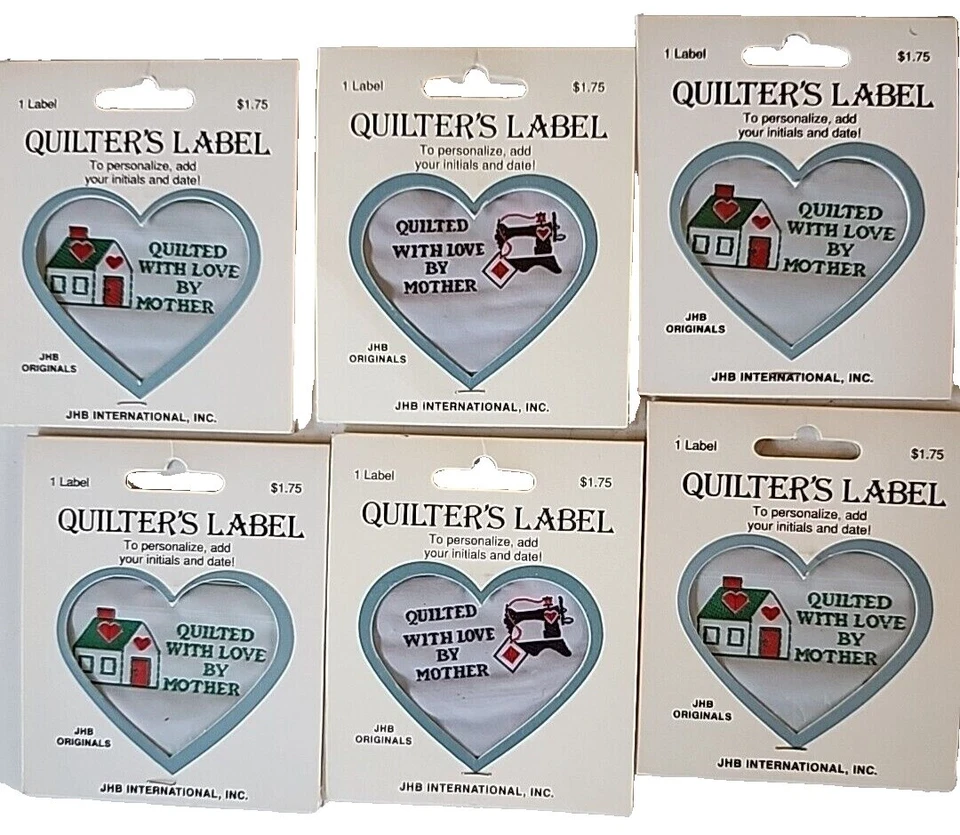 1 Label
$1.75
QUILTER'S LABEL
To personalize, add
your initials and date!
QUILTED
WITH LOVE
BY
MOTHER
JHB
ORIGINALS
JHB INTERNATIONAL, INC.
1 Label
$1.75
QUILTER'S LABEL
To personalize, add
your initials and date!
QUILTED
WITH LOVE
BY
MOTHER
JHB
ORIGINALS
JHB INTERNATIONAL, INC.
1 Label
$1.75
QUILTER'S LABEL
To personalize, add
your initials and date!
QUILTED
WITH LOVE
BY
MOTHER
JHB
ORIGINALS
JHB INTERNATIONAL, INC.
1 Label
$1.75
QUILTER'S LABEL
To personalize, add
your initials and date!
QUILTED
WITH LOVE
BY
MOTHER
JHB
ORIGINALS
JHB INTERNATIONAL, INC.
1 Label
$1.75
QUILTER'S LABEL
To personalize, add
your initials and date!
QUILTED
WITH LOVE
BY
MOTHER
JHB
ORIGINALS
JHB INTERNATIONAL, INC.
1 Label
$1.75
QUILTER'S LABEL
To personalize, add
your initials and date!
QUILTED
WITH LOVE
BY
MOTHER
JHB
ORIGINALS
JHB INTERNATIONAL, INC.